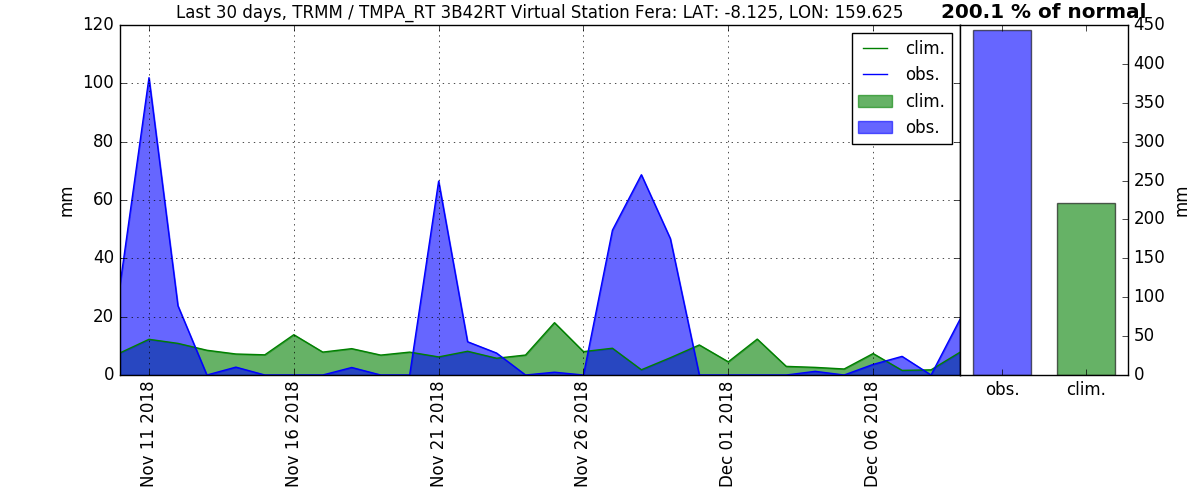 Last 30 days, TRMM / TMPA_RT 3B42RT Virtual Station Fera: LAT: -8.125, LON: 159.625
200.1 % of normal
mm
120
100
80
60
40
20
0
clim.
obs.
clim.
obs.
Nov 11 2018
Nov 16 2018
Nov 21 2018
Nov 26 2018
Dec 01 2018
Dec 06 2018
450
400
350
300
250
200
150
100
50
0
mm
obs.
clim.